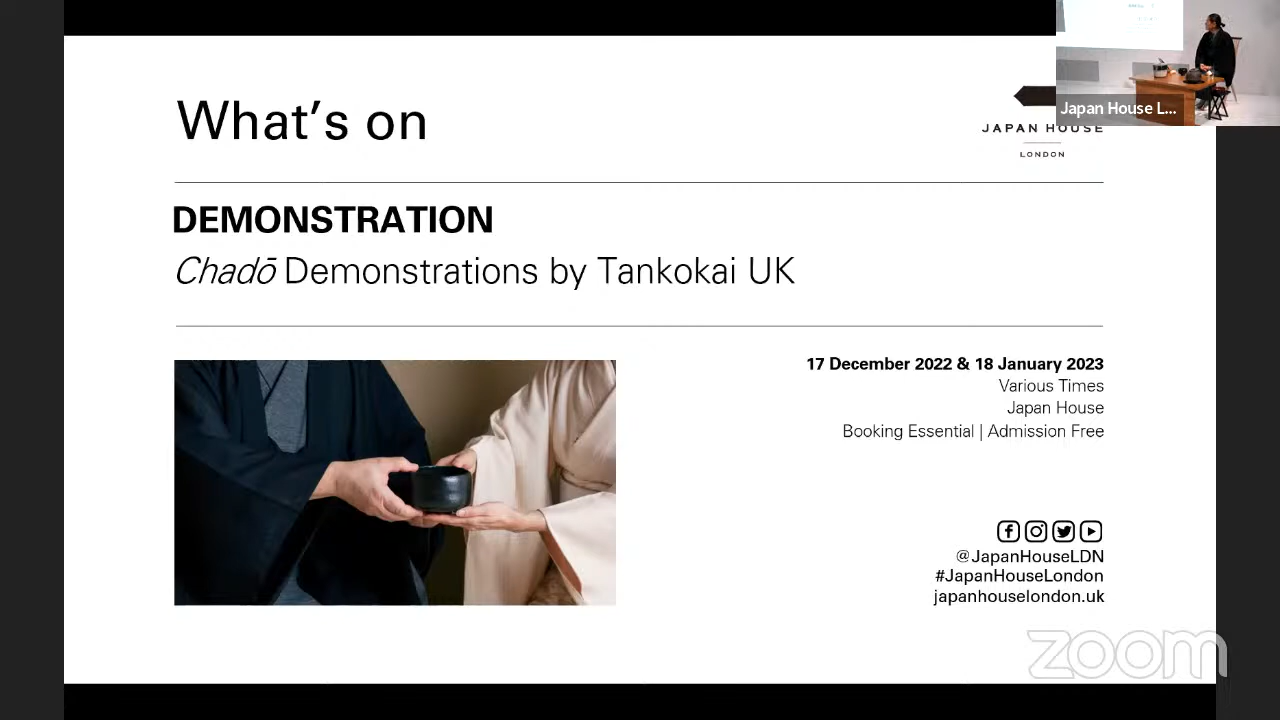 What's on
Japan House L...
JAPAN HOUSE
LONDON
DEMONSTRATION
Chadō Demonstrations by Tankokai UK
17 December 2022 & 18 January 2023
Various Times
Japan House
Booking Essential | Admission Free
@JapanHouseLDN
#JapanHouseLondon
japanhouselondon.uk
zoom